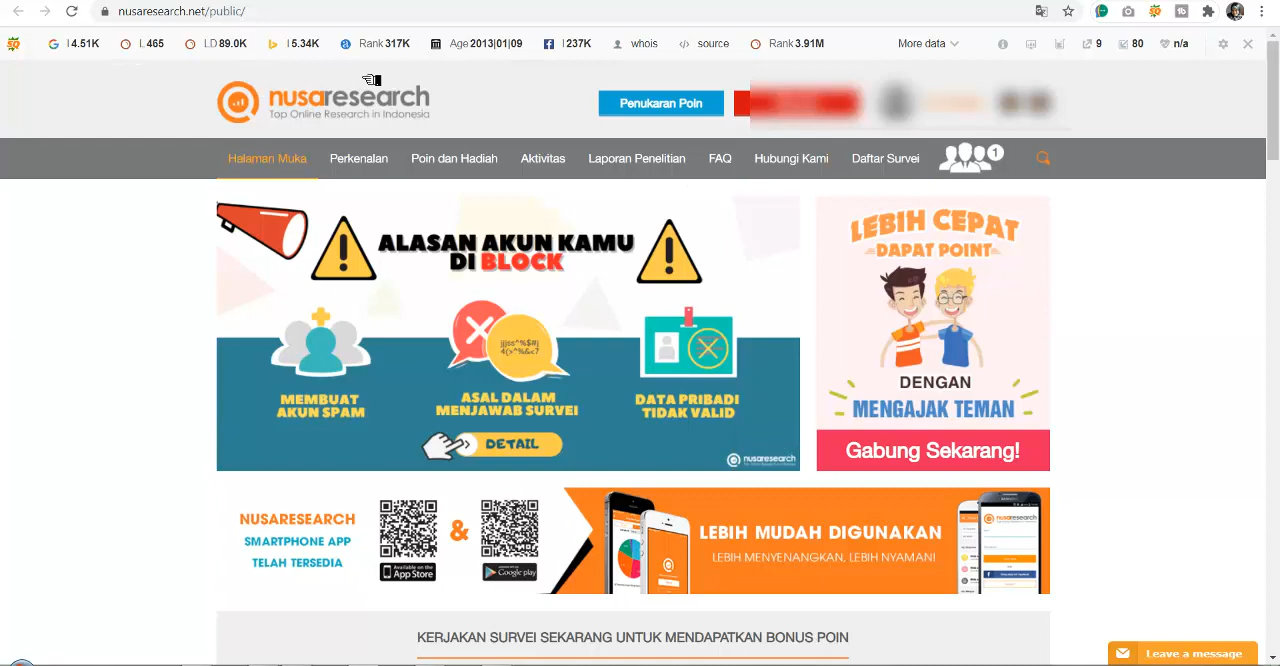 nusaresearch.net/public/
I 4.51K
L 465
LD 89.0K
I 5.34K
Rank 317K
Age 2013|01|09
I 237K
whois
source
Rank 3.91M
More data
9
80
n/a
nusaresearch
Top Online Research in Indonesia
Penukaran Poin
Halaman Muka
Perkenalan
Poin dan Hadiah
Aktivitas
Laporan Penelitian
FAQ
Hubungi Kami
Daftar Survei
1
ALASAN AKUN KAMU
DI BLOCK
MEMBUAT
AKUN SPAM
ASAL DALAM
MENJAWAB SURVEI
DATA PRIBADI
TIDAK VALID
DETAIL
nusaresearch
LEBIH CEPAT
DAPAT POINT
DENGAN
MENGAJAK TEMAN
Gabung Sekarang!
NUSARESEARCH
SMARTPHONE APP
TELAH TERSEDIA
&
Available on the
App Store
Google play
LEBIH MUDAH DIGUNAKAN
LEBIH MENYENANGKAN, LEBIH NYAMAN!
nusaresearch
KERJAKAN SURVEI SEKARANG UNTUK MENDAPATKAN BONUS POIN
Leave a message